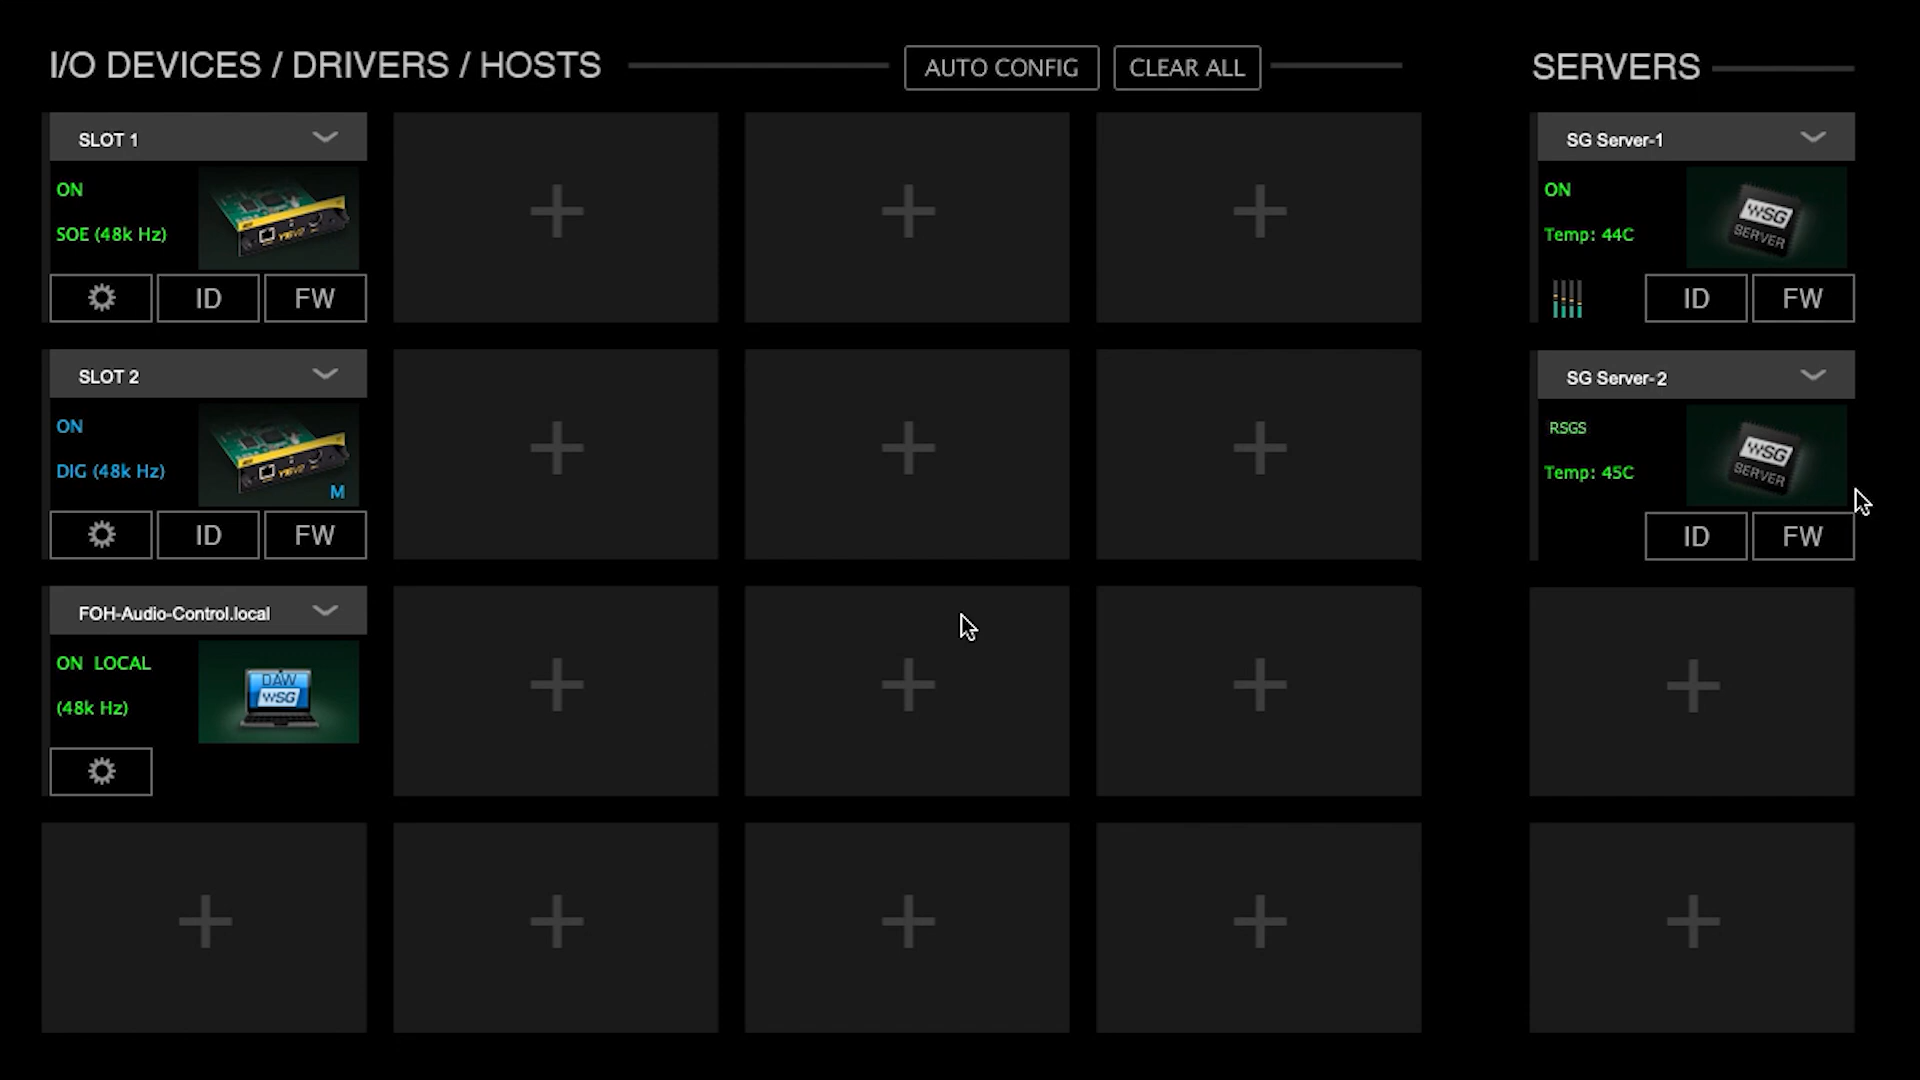 I/O DEVICES / DRIVERS / HOSTS
AUTO CONFIG
CLEAR ALL
SERVERS
SLOT 1
ON
SOE (48k Hz)
ID
FW
SG Server-1
ON
Temp: 44C
WSG
SERVER
ID
FW
SLOT 2
ON
DIG (48k Hz)
M
ID
FW
SG Server-2
RSGS
Temp: 45C
WSG
SERVER
ID
FW
FOH-Audio-Control.local
ON LOCAL
(48k Hz)
DAW
WSG